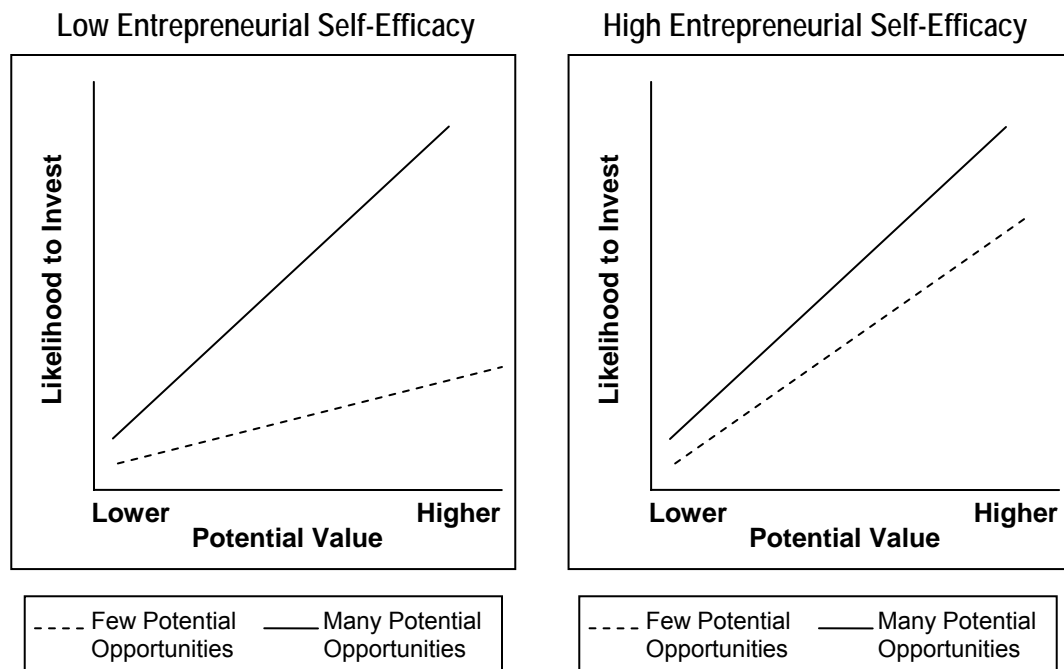 Low Entrepreneurial Self-Efficacy
Likelihood to Invest
Lower Higher
Potential Value
Few Potential Opportunities
Many Potential Opportunities
High Entrepreneurial Self-Efficacy
Likelihood to Invest
Lower Higher
Potential Value
Few Potential Opportunities
Many Potential Opportunities